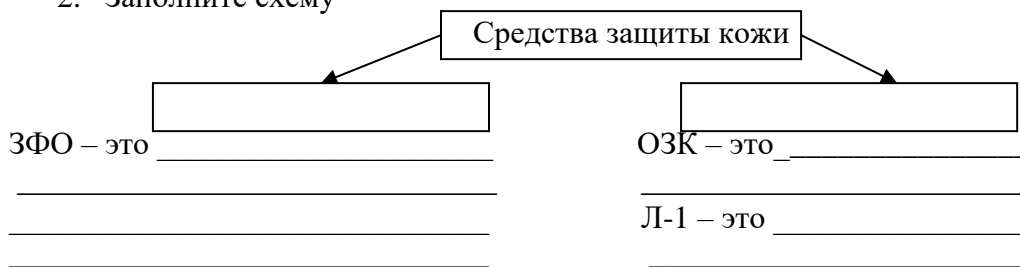 2. Заполните схему
Средства защиты кожи
ЗФО – это
ОЗК – это
Л-1 – это